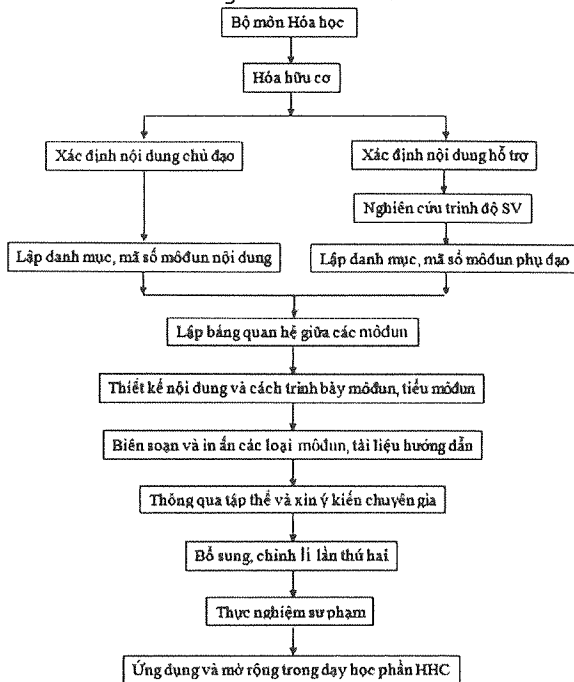 Bộ môn Hóa học
Hóa hữu cơ
Xác định nội dung chủ đạo
Xác định nội dung hỗ trợ
Nghiên cứu trình độ SV
Lập danh mục, mã số môđun nội dung
Lập danh mục, mã số môđun phụ đạo
Lập bảng quan hệ giữa các môđun
Thiết kế nội dung và cách trình bày môđun, tiểu môđun
Biên soạn và in ấn các loại môđun, tài liệu hướng dẫn
Thông qua tập thể và xin ý kiến chuyên gia
Bổ sung, chỉnh lí lần thứ hai
Thực nghiệm sư phạm
Ứng dụng và mở rộng trong dạy học phần HHC